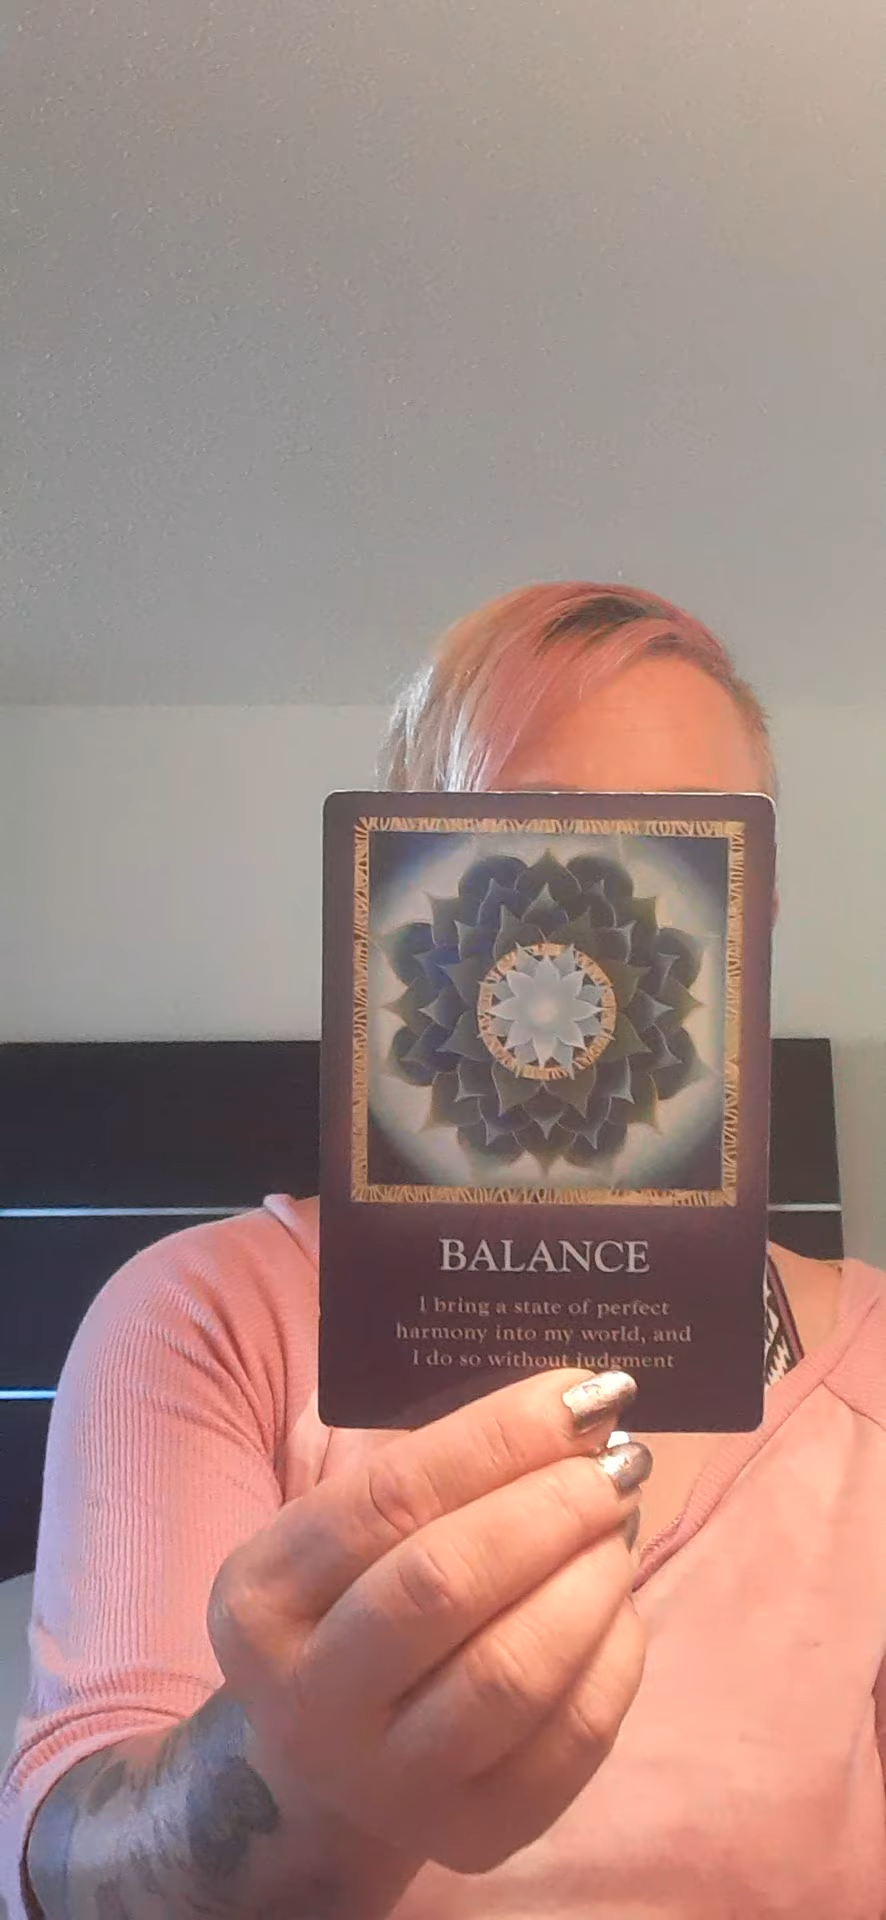 BALANCE
I bring a state of perfect
harmony into my world, and
I do so without judgment